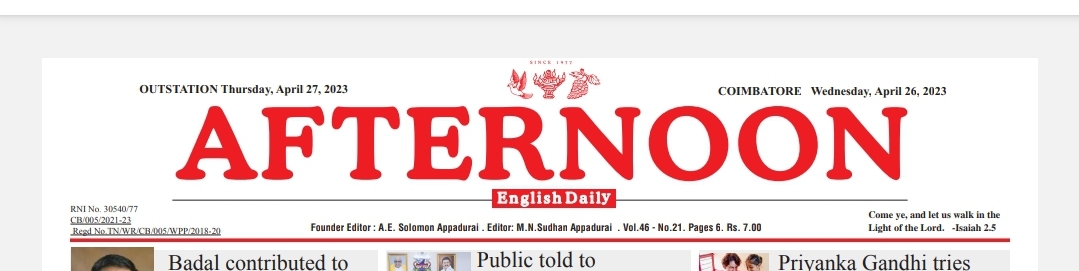 SINCE 1977
OUTSTATION Thursday, April 27, 2023
COIMBATORE Wednesday, April 26, 2023
AFTERNOON
English Daily
RNI No. 30540/77
CB/005/2021-23
Regd No.TN/WR/CB/005/WPP/2018-20
Founder Editor : A.E. Solomon Appadurai . Editor: M.N.Sudhan Appadurai . Vol.46 - No.21. Pages 6. Rs. 7.00
Come ye, and let us walk in the
Light of the Lord. -Isaiah 2.5
Badal contributed to
Public told to
Priyanka Gandhi tries